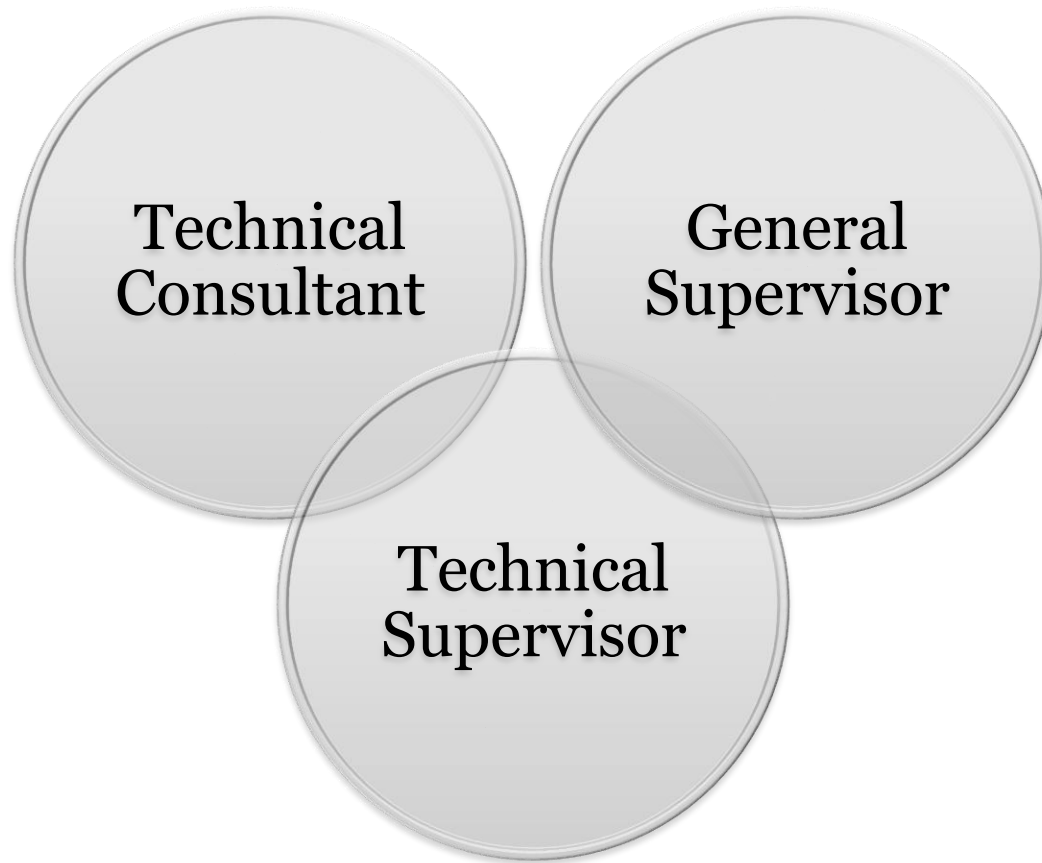 Technical
Consultant
General
Supervisor
Technical
Supervisor